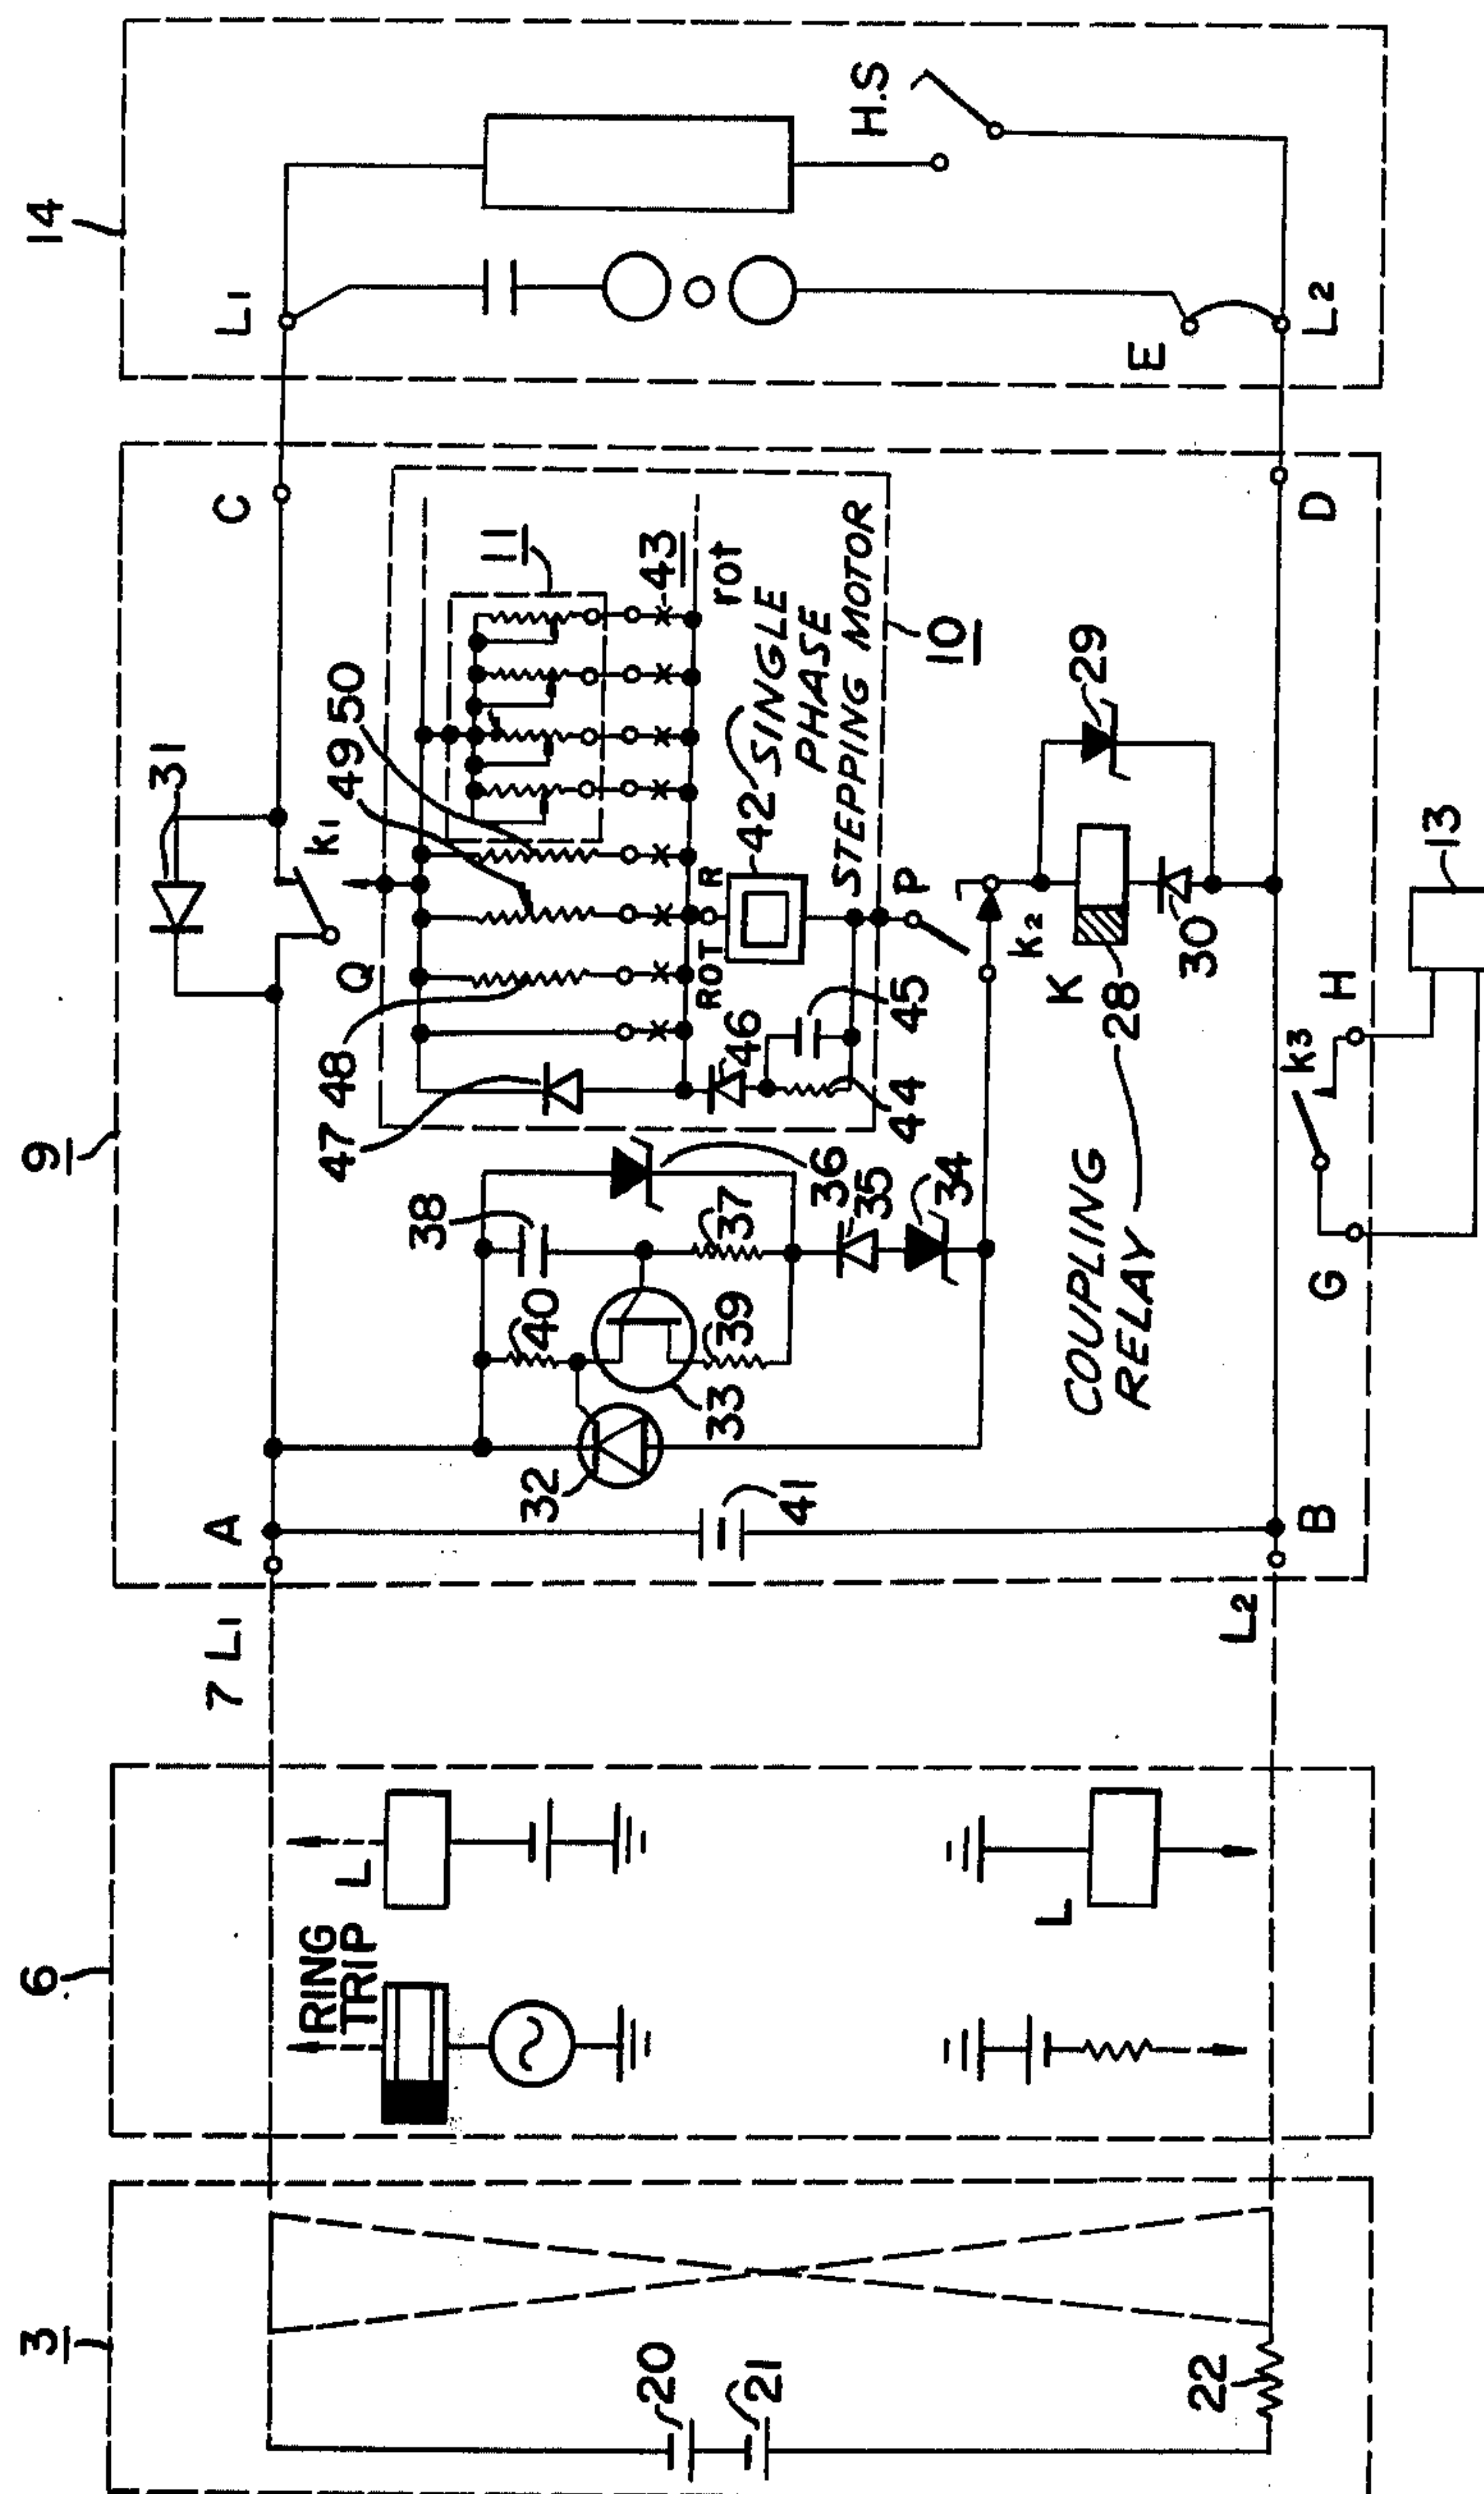 3
20
21
22
6
RING
TRIP
L
L
7 L1
L2
9
A
B
41
32
33
40
39
38
37
36
35
34
COUPLING
RELAY
47
48
49
50
31
Q
K1
11
43
rot
ROT
R
42
SINGLE
PHASE
STEPPING MOTOR
10
46
45
44
P
K2
K
28
30
29
K3
G
H
13
C
D
14
L1
L2
E
H.S